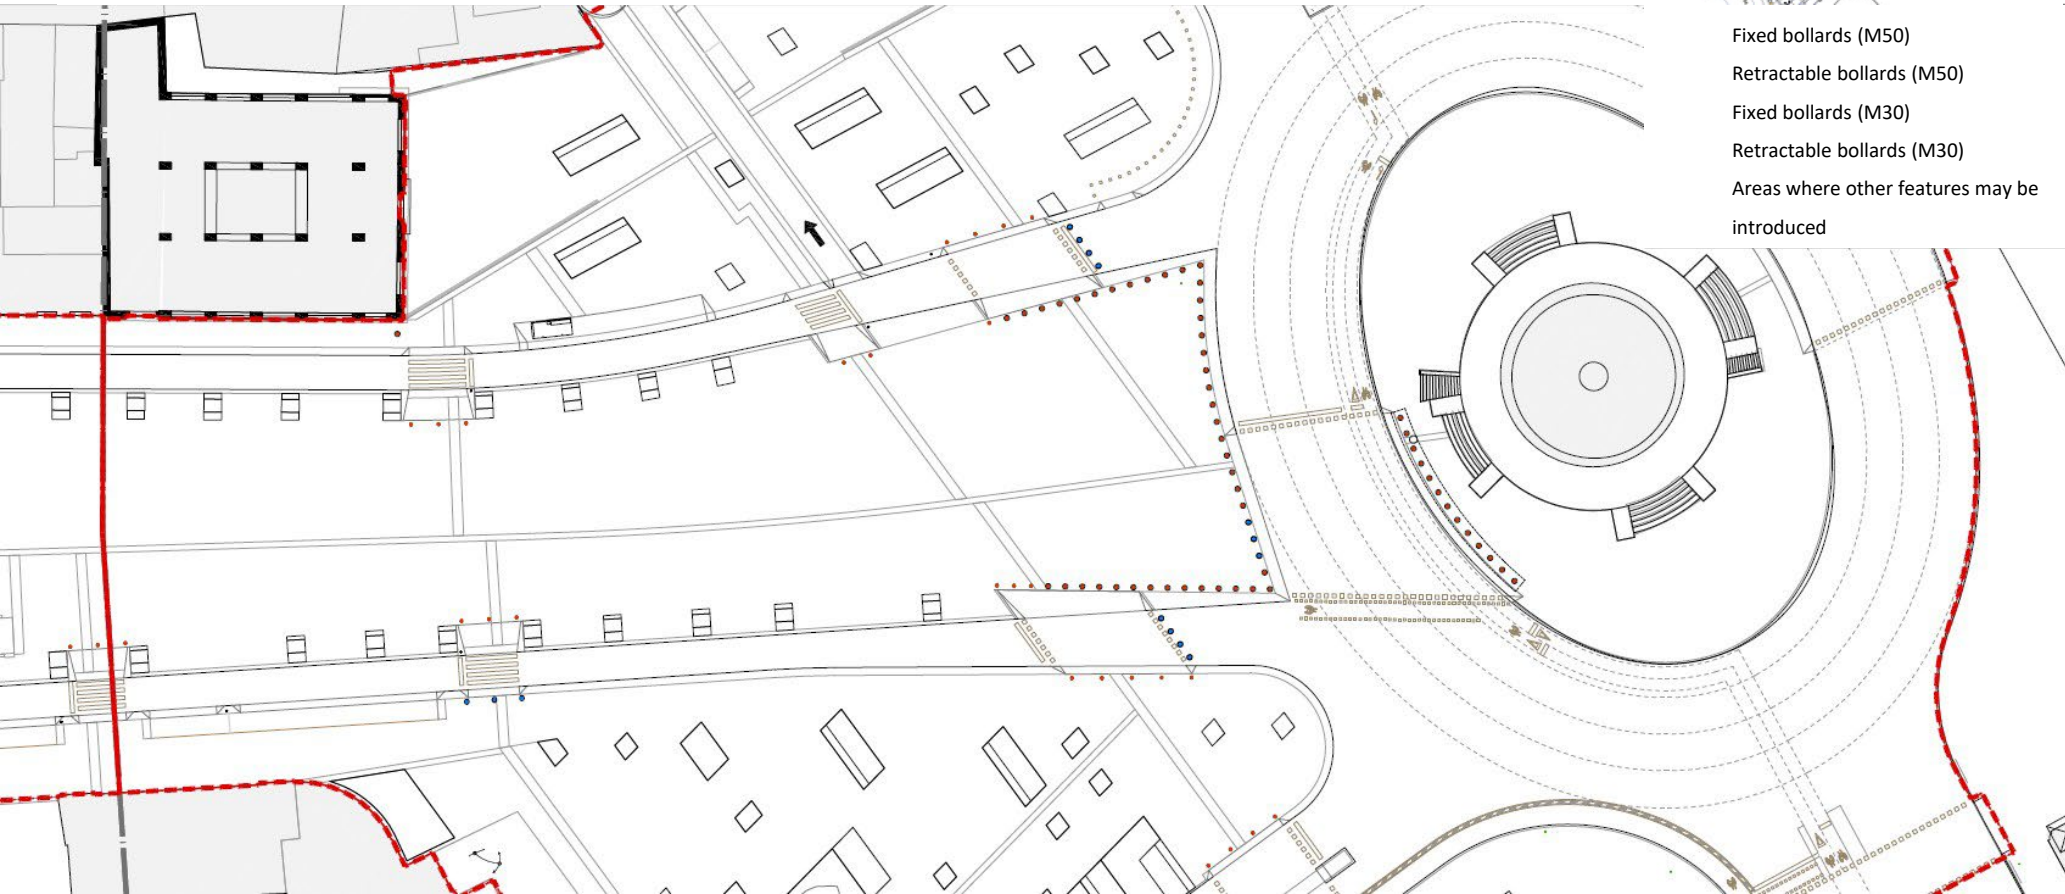 Fixed bollards (M50)
Retractable bollards (M50)
Fixed bollards (M30)
Retractable bollards (M30)
Areas where other features may be
introduced